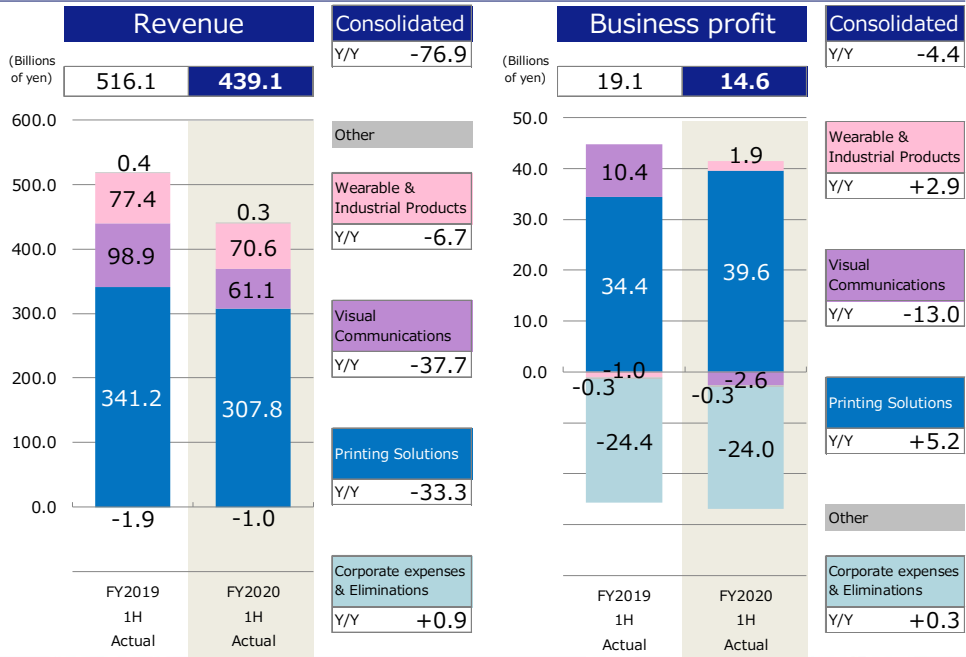 Revenue
Consolidated
Y/Y -76.9
(Billions
of yen)
516.1 439.1
600.0
500.0
400.0
300.0
200.0
100.0
0.0
0.4
77.4
98.9
341.2
-1.9
0.3
70.6
61.1
307.8
-1.0
FY2019
1H
Actual
FY2020
1H
Actual
Other
Wearable &
Industrial Products
Y/Y -6.7
Visual
Communications
Y/Y -37.7
Printing Solutions
Y/Y -33.3
Corporate expenses
& Eliminations
Y/Y +0.9
Business profit
Consolidated
Y/Y -4.4
(Billions
of yen)
19.1 14.6
50.0
40.0
30.0
20.0
10.0
0.0
10.4
34.4
-1.0
-0.3
-24.4
1.9
39.6
-2.6
-0.3
-24.0
FY2019
1H
Actual
FY2020
1H
Actual
Wearable &
Industrial Products
Y/Y +2.9
Visual
Communications
Y/Y -13.0
Printing Solutions
Y/Y +5.2
Other
Corporate expenses
& Eliminations
Y/Y +0.3